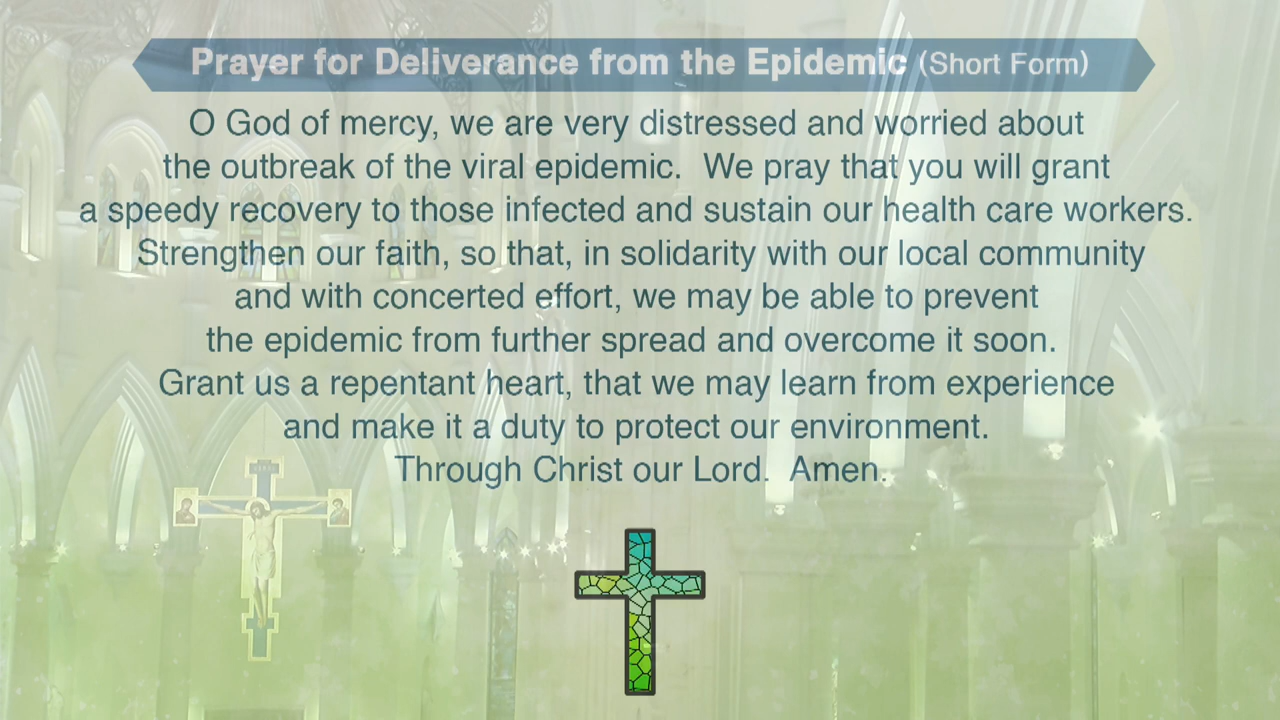 Prayer for Deliverance from the Epidemic (Short Form)
O God of mercy, we are very distressed and worried about
the outbreak of the viral epidemic.  We pray that you will grant
a speedy recovery to those infected and sustain our health care workers.
Strengthen our faith, so that, in solidarity with our local community
and with concerted effort, we may be able to prevent
the epidemic from further spread and overcome it soon.
Grant us a repentant heart, that we may learn from experience
and make it a duty to protect our environment.
Through Christ our Lord.  Amen.